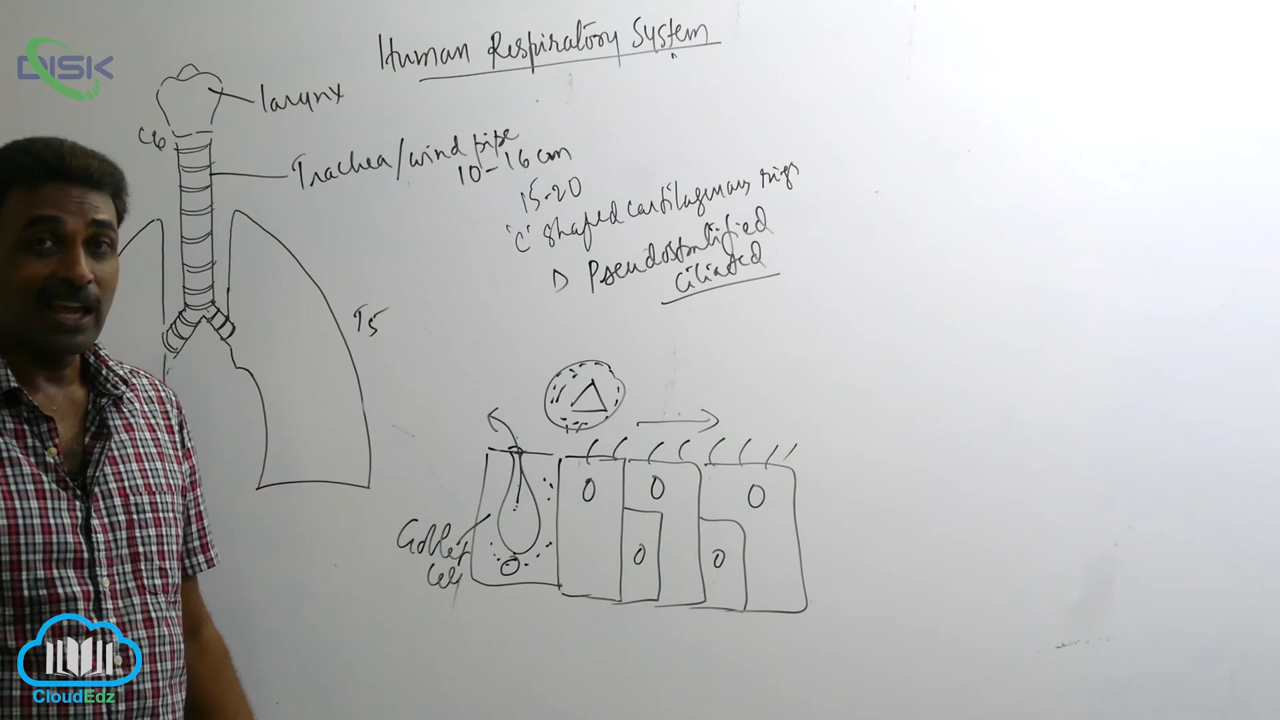 DISK
Human Respiratory System
larynx
C6
Trachea/wind pipe
10-16 cm
15-20
'C' shaped cartilagenous rings
D Pseudostratified
ciliated
T5
Goblet
Cell
CloudEdz